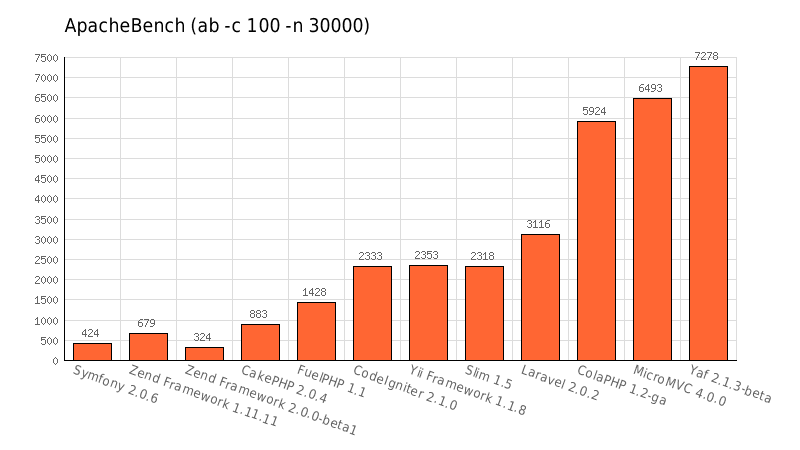 ApacheBench (ab -c 100 -n 30000)
7500
7000
6500
6000
5500
5000
4500
4000
3500
3000
2500
2000
1500
1000
500
0
424
679
324
883
1428
2333
2353
2318
3116
5924
6493
7278
Symfony 2.0.6
Zend Framework 1.11.11
Zend Framework 2.0.0-beta1
CakePHP 2.0.4
FuelPHP 1.1
CodeIgniter 2.1.0
Yii Framework 1.1.8
Slim 1.5
Laravel 2.0.2
ColaPHP 1.2-ga
MicroMVC 4.0.0
Yaf 2.1.3-beta